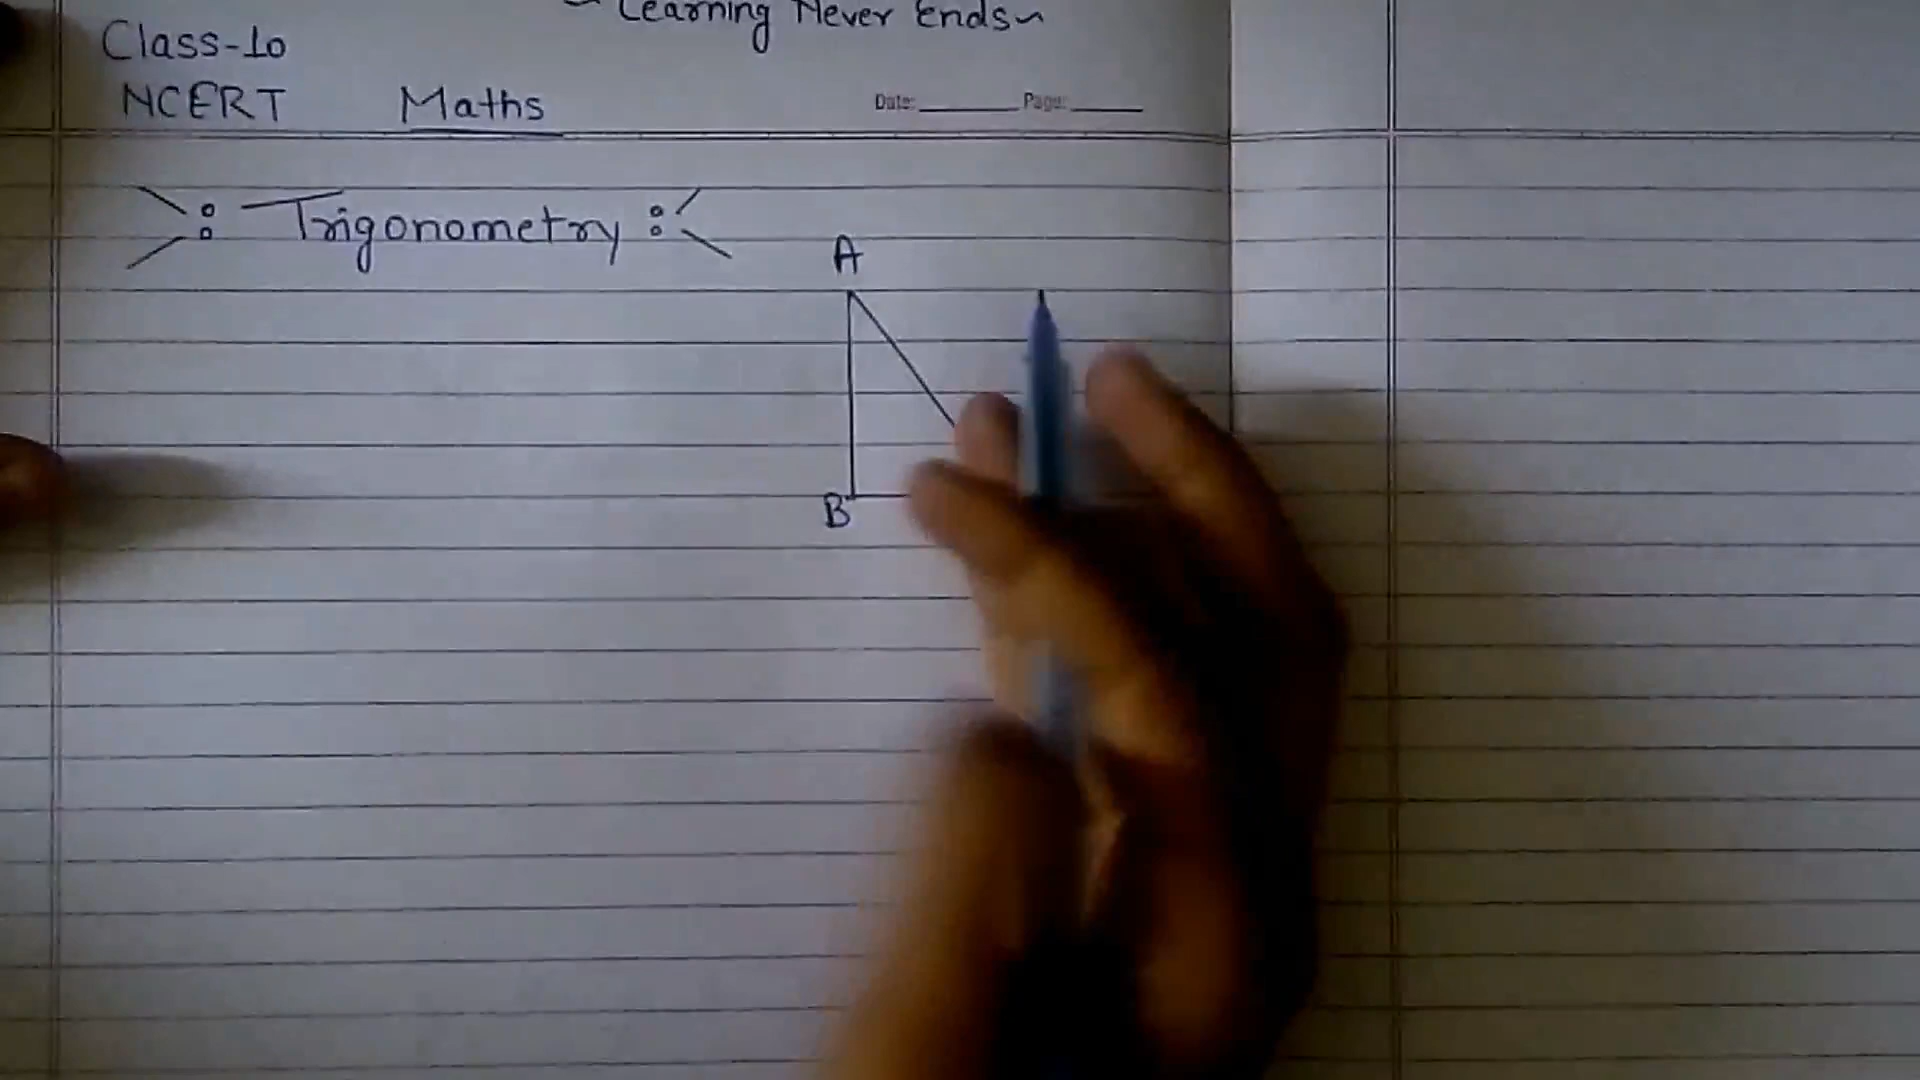 ~ Learning Never Ends ~
Class-10
NCERT Maths
Date: Page:
Trigonometry
A
B